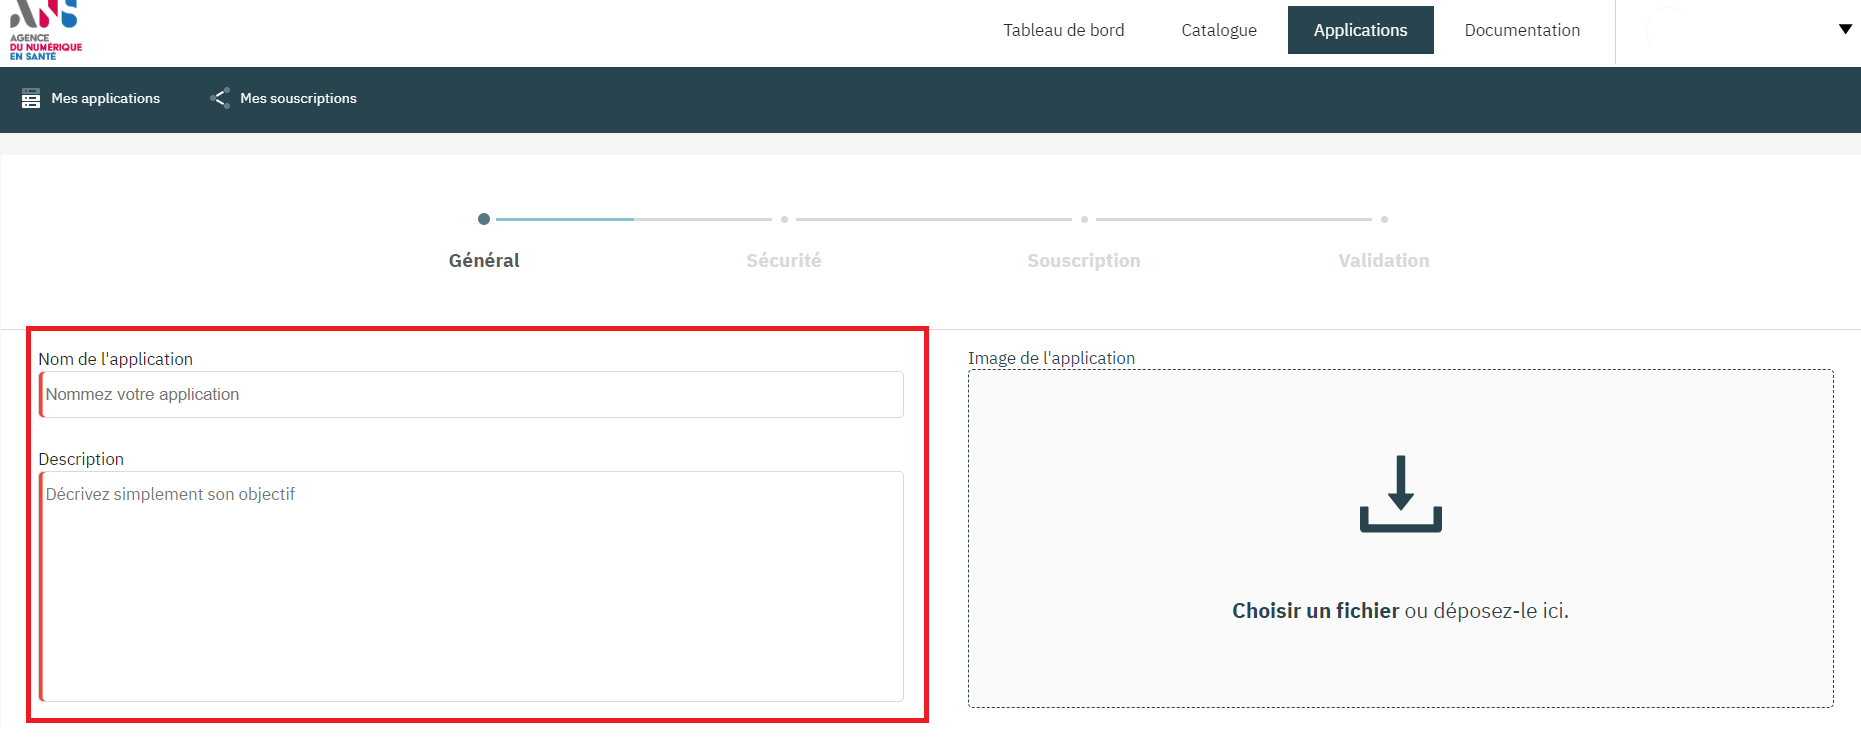 ANS
AGENCE
DU NUMÉRIQUE
EN SANTÉ
Tableau de bord
Catalogue
Applications
Documentation
Mes applications
Mes souscriptions
Général
Sécurité
Souscription
Validation
Nom de l'application
Nommez votre application
Description
Décrivez simplement son objectif
Image de l'application
Choisir un fichier ou déposez-le ici.